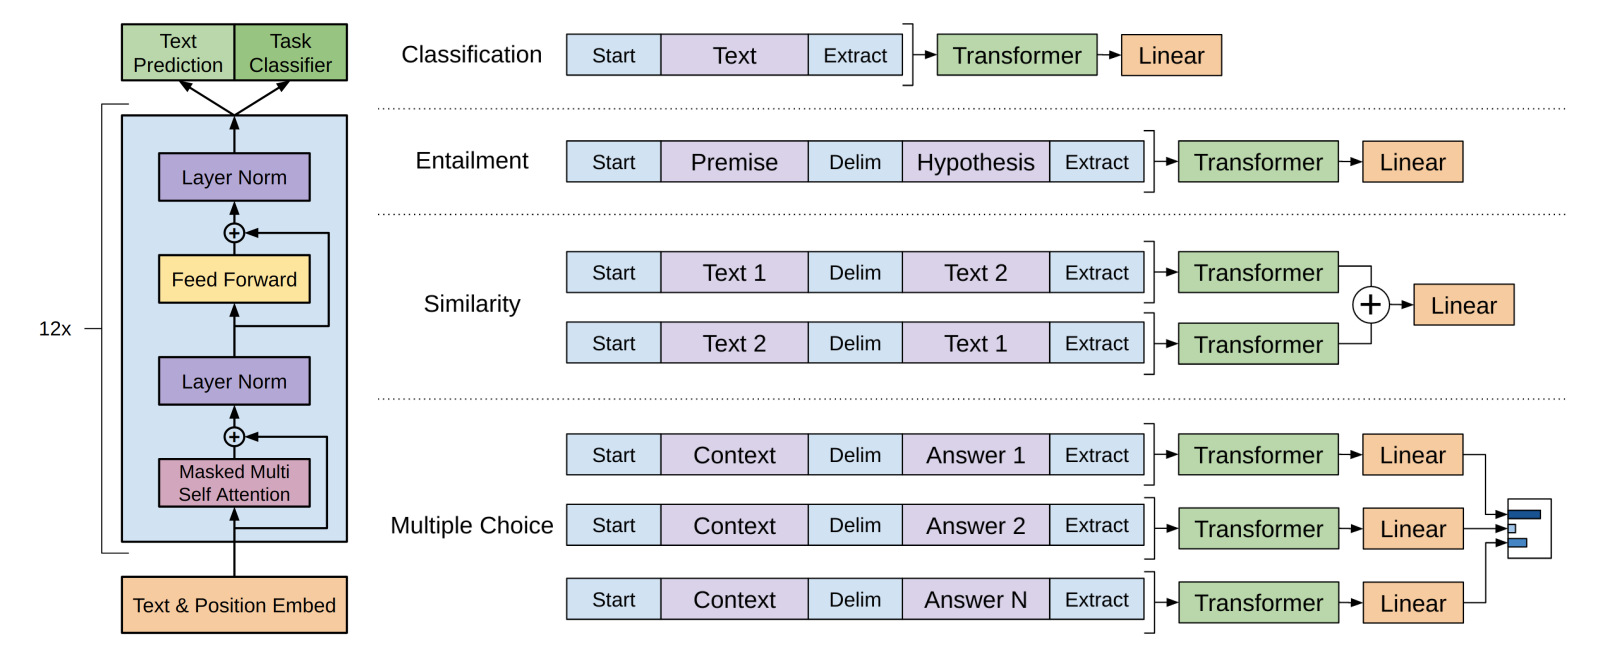 Text
Prediction
Task
Classifier
12x
Layer Norm
+
Feed Forward
Layer Norm
+
Masked Multi
Self Attention
Text & Position Embed
Classification
Start Text Extract Transformer Linear
Entailment
Start Premise Delim Hypothesis Extract Transformer Linear
Similarity
Start Text 1 Delim Text 2 Extract Transformer
+ Linear
Start Text 2 Delim Text 1 Extract Transformer
Multiple Choice
Start Context Delim Answer 1 Extract Transformer Linear
Start Context Delim Answer 2 Extract Transformer Linear
Start Context Delim Answer N Extract Transformer Linear